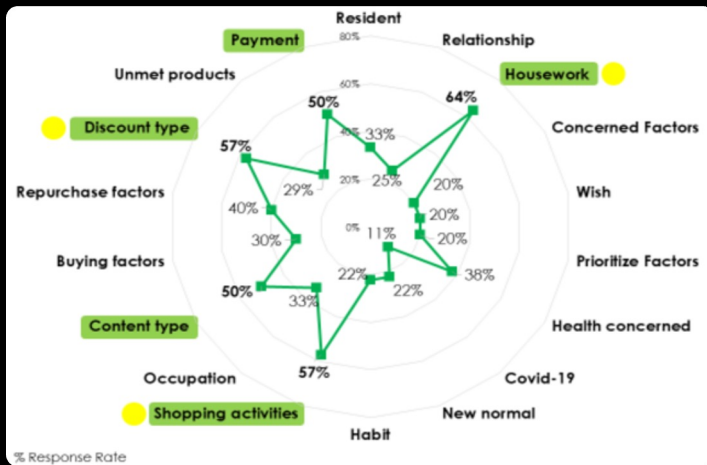 Resident
80%
Payment
Relationship
Unmet products
Housework
60%
64%
50%
Discount type
Concerned Factors
40%
33%
57%
29%
25%
20%
20%
Repurchase factors
Wish
40%
20%
0%
11%
20%
30%
Buying factors
Prioritize Factors
22%
38%
50%
33%
22%
Content type
Health concerned
57%
Occupation
Covid-19
Shopping activities
New normal
Habit
% Response Rate